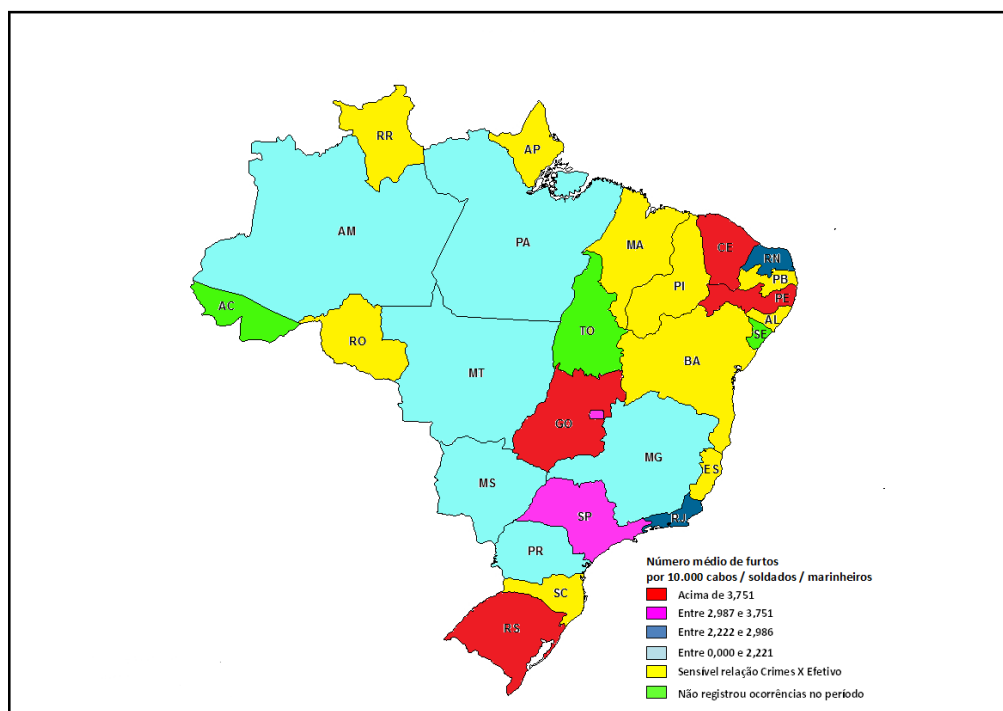 RR
AP
AM
PA
MA
CE
RN
PB
PI
PE
AC
AL
TO
SE
RO
BA
MT
GO
MG
ES
MS
SP
RJ
PR
SC
RS
Número médio de furtos
por 10.000 cabos / soldados / marinheiros
Acima de 3,751
Entre 2,987 e 3,751
Entre 2,222 e 2,986
Entre 0,000 e 2,221
Sensível relação Crimes X Efetivo
Não registrou ocorrências no período